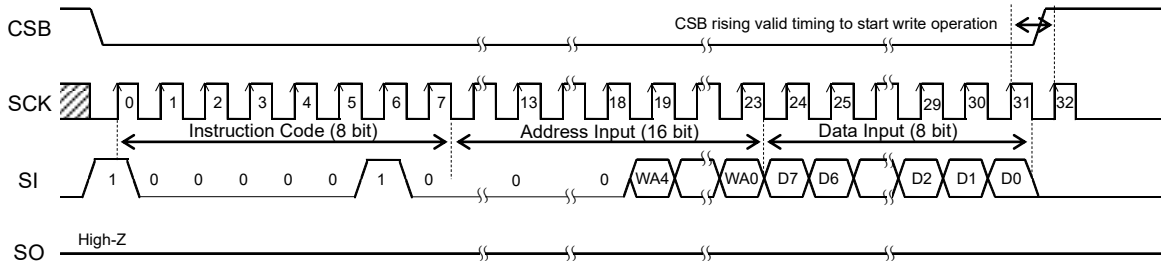 CSB
CSB rising valid timing to start write operation
SCK
0 1 2 3 4 5 6 7 13 18 19 23 24 25 29 30 31 32
Instruction Code (8 bit) Address Input (16 bit) Data Input (8 bit)
SI
1 0 0 0 0 0 1 0 0 0 WA4 WA0 D7 D6 D2 D1 D0
High-Z
SO